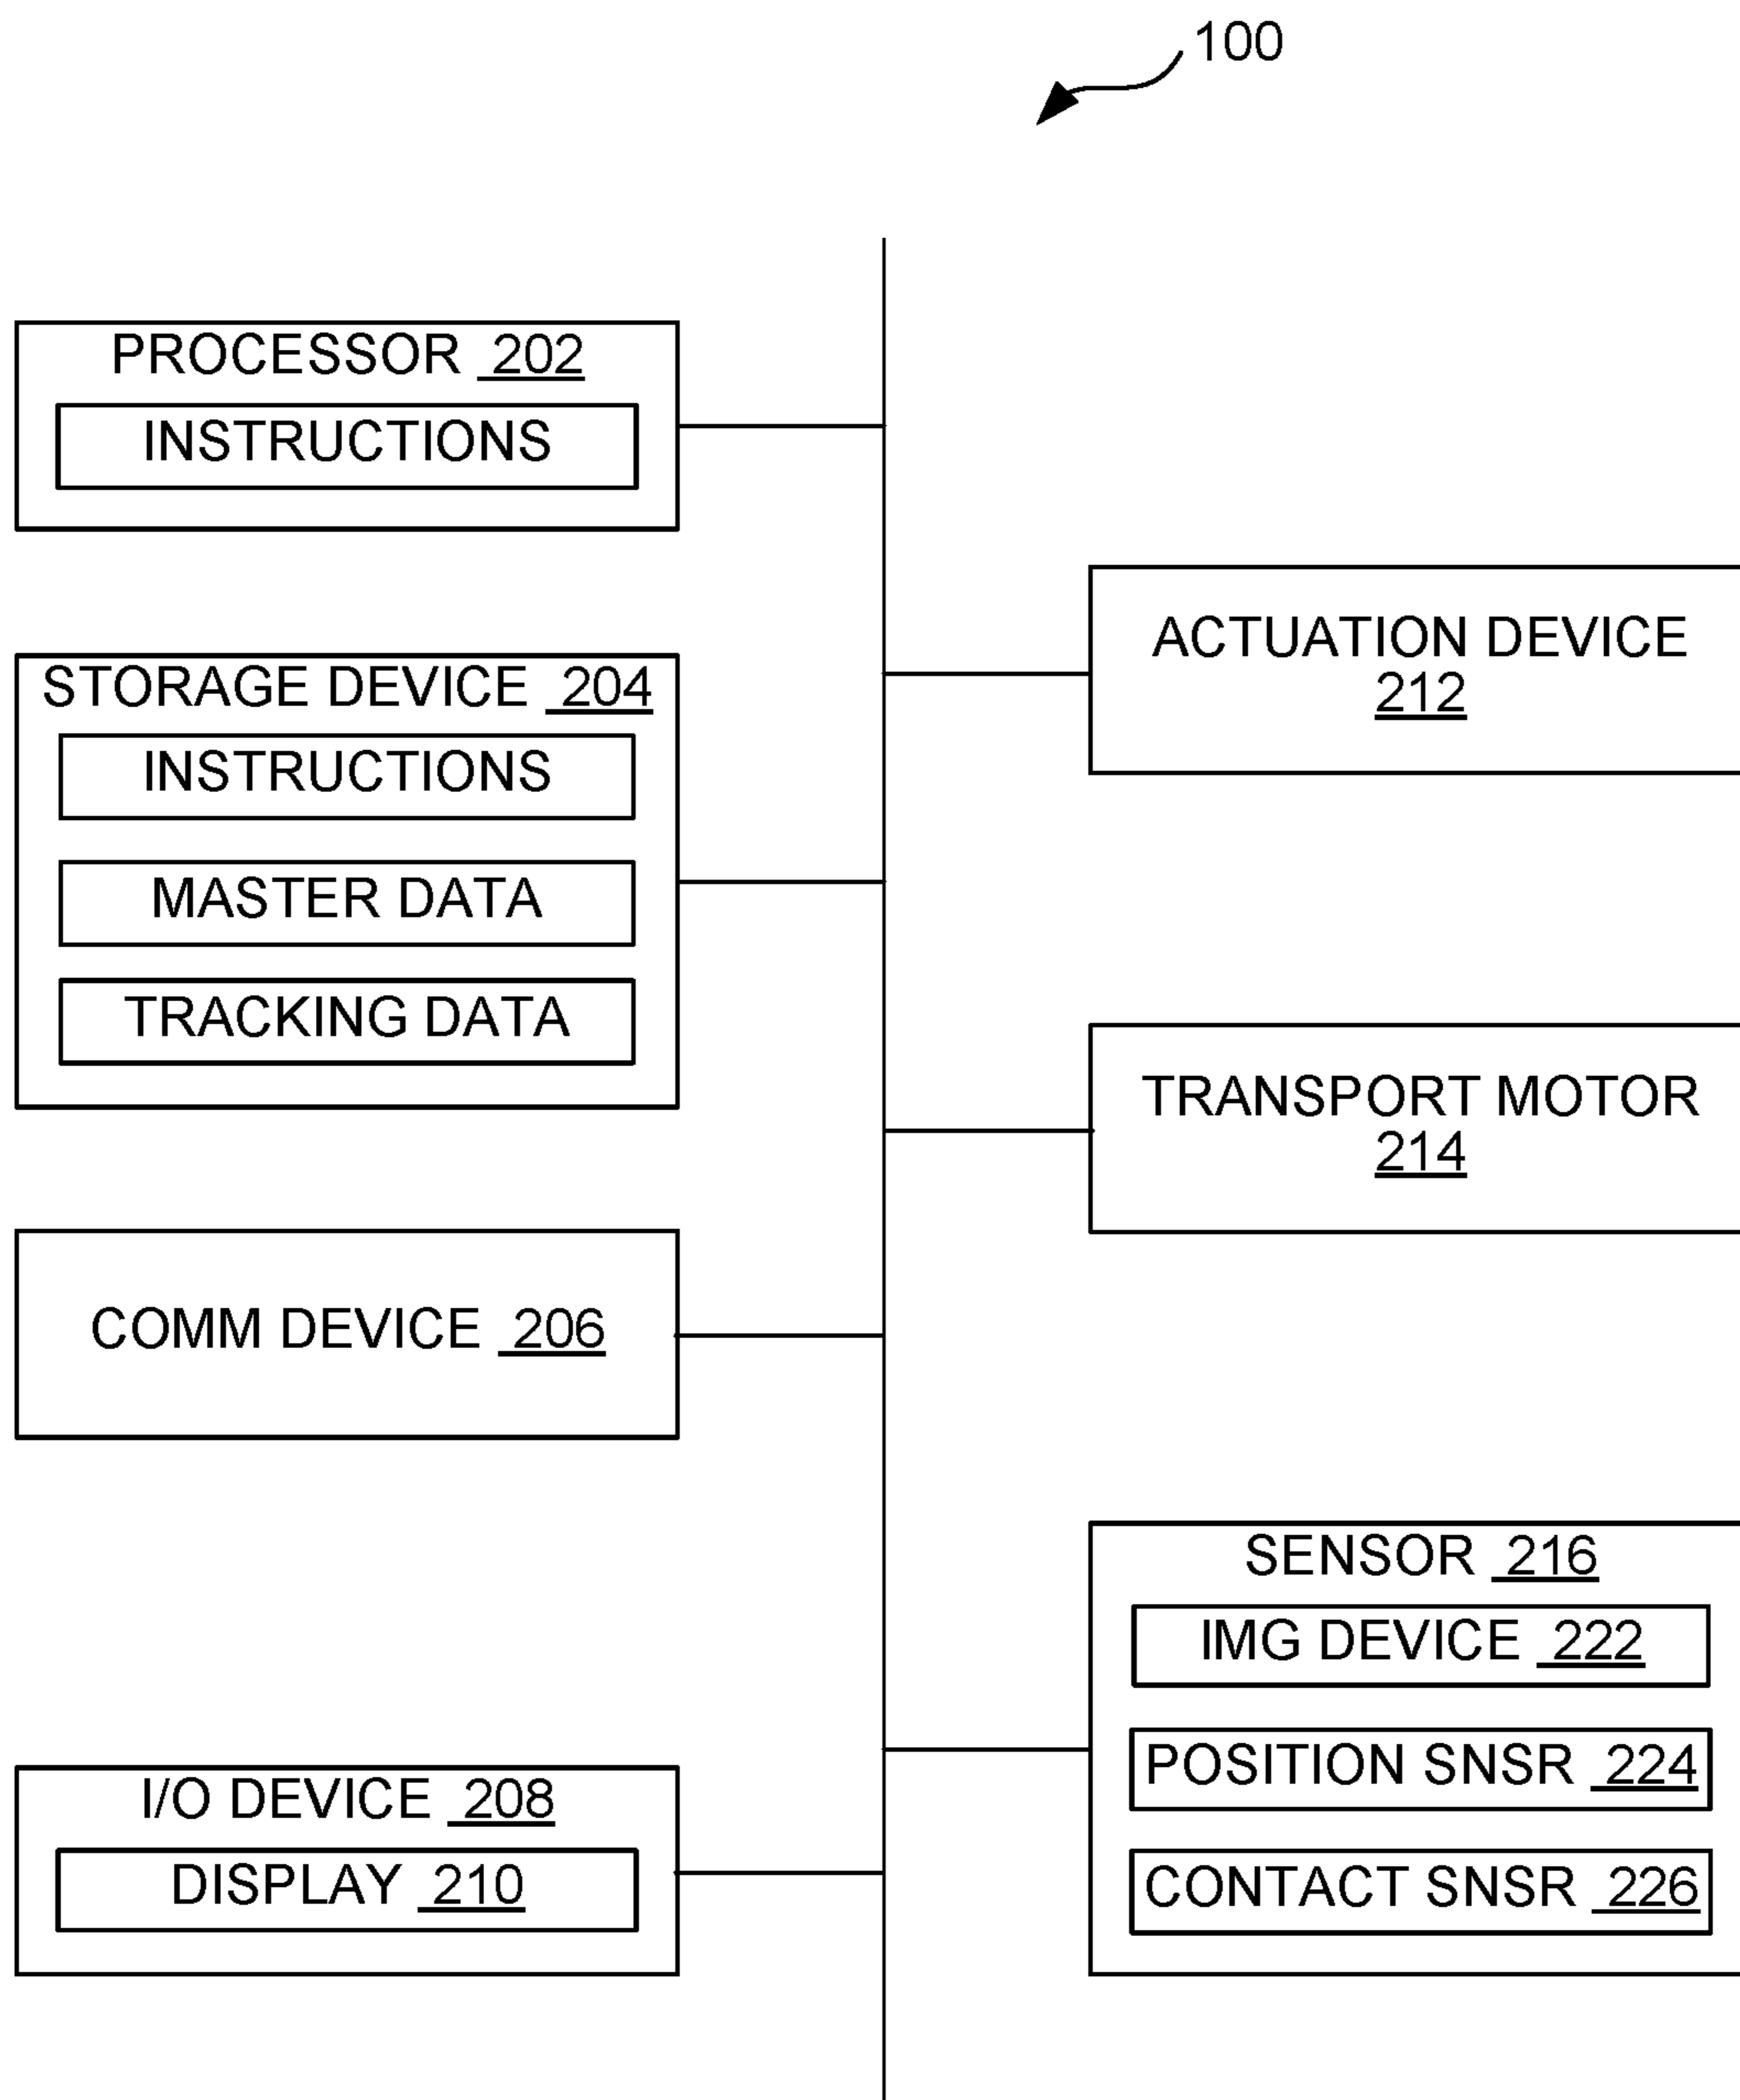 100
PROCESSOR 202
INSTRUCTIONS
STORAGE DEVICE 204
INSTRUCTIONS
MASTER DATA
TRACKING DATA
COMM DEVICE 206
I/O DEVICE 208
DISPLAY 210
ACTUATION DEVICE
212
TRANSPORT MOTOR
214
SENSOR 216
IMG DEVICE 222
POSITION SNSR 224
CONTACT SNSR 226